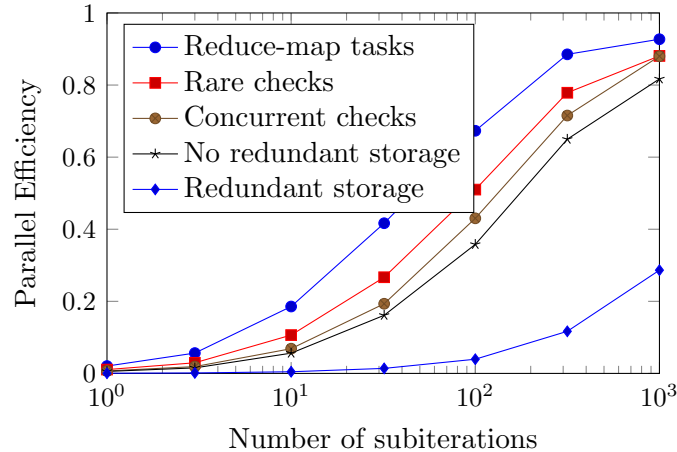 1
0.8
0.6
0.4
0.2
0
Parallel Efficiency
Reduce-map tasks
Rare checks
Concurrent checks
No redundant storage
Redundant storage
10⁰ 10¹ 10² 10³
Number of subiterations